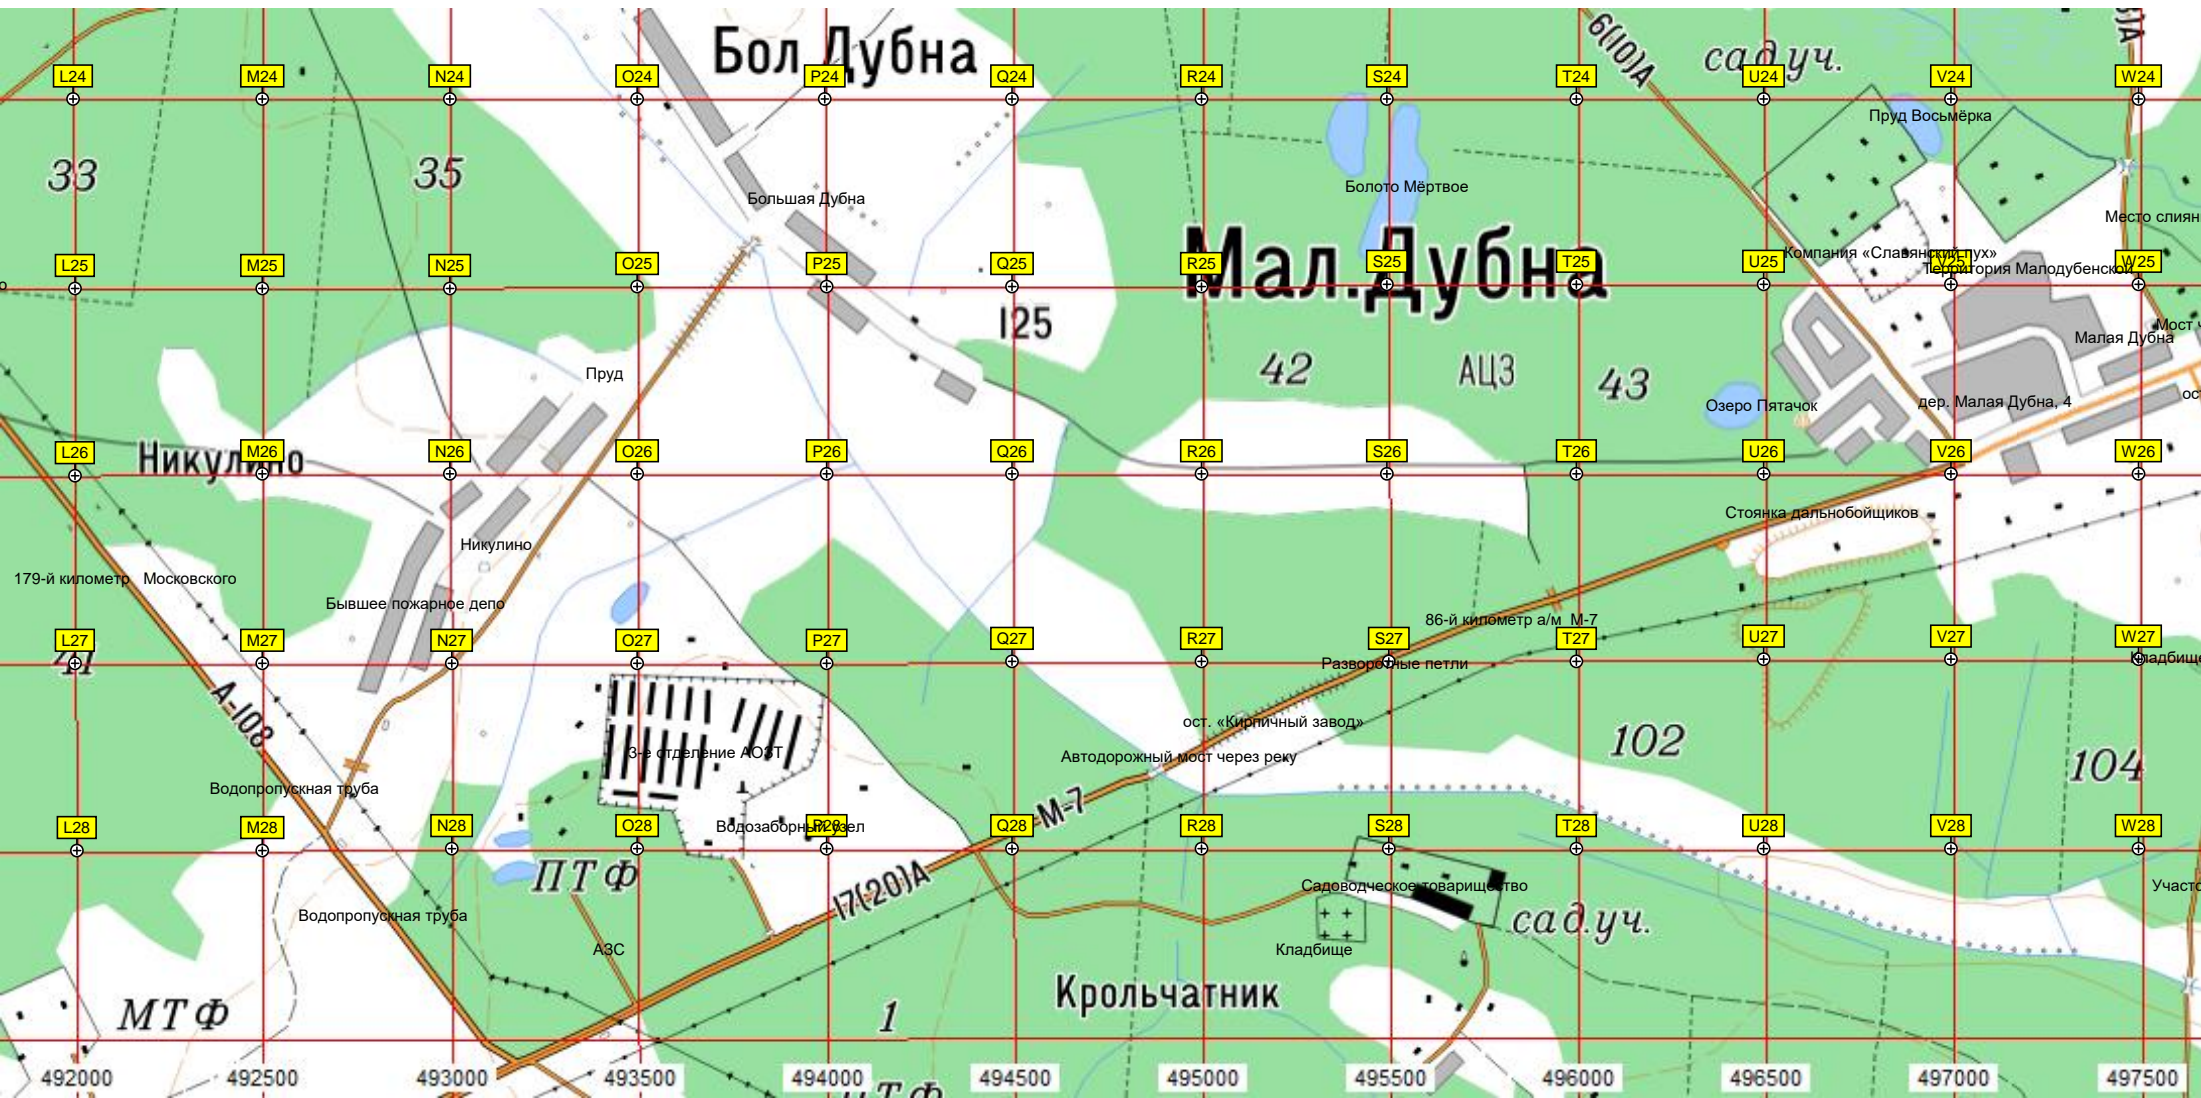 6(10)А
сад.уч.
Бол.Дубна
L24 M24 N24 O24 P24 Q24 R24 S24 T24 U24 V24 W24
Пруд Восьмёрка
33
35
Болото Мёртвое
Большая Дубна
Место слиян
Мал.Дубна
Компания «Славянский пух»
Территория Малодубенской
L25 M25 N25 O25 P25 Q25 R25 S25 T25 U25 V25 W25
125
Мост ч
Малая Дубна
42
АЦЗ
43
Пруд
ост
Озеро Пятачок
дер. Малая Дубна, 4
L26 M26 N26 O26 P26 Q26 R26 S26 T26 U26 V26 W26
Никулино
Стоянка дальнобойщиков
Никулино
179-й километр Московского
Бывшее пожарное депо
86-й километр а/м М-7
L27 M27 N27 O27 P27 Q27 R27 S27 T27 U27 V27 W27
41
Разворотные петли
Кладбище
А-108
ост. «Кирпичный завод»
102
3-е отделение АОЗТ
Автодорожный мост через реку
104
Водопропускная труба
М-7
L28 M28 N28 O28 P28 Q28 R28 S28 T28 U28 V28 W28
Водозаборный узел
ПТФ
17(20)А
Садоводческое товарищество
Участо
Водопропускная труба
сад.уч.
АЗС
Кладбище
Крольчатник
МТФ
1
492000 492500 493000 493500 494000 494500 495000 495500 496000 496500 497000 497500